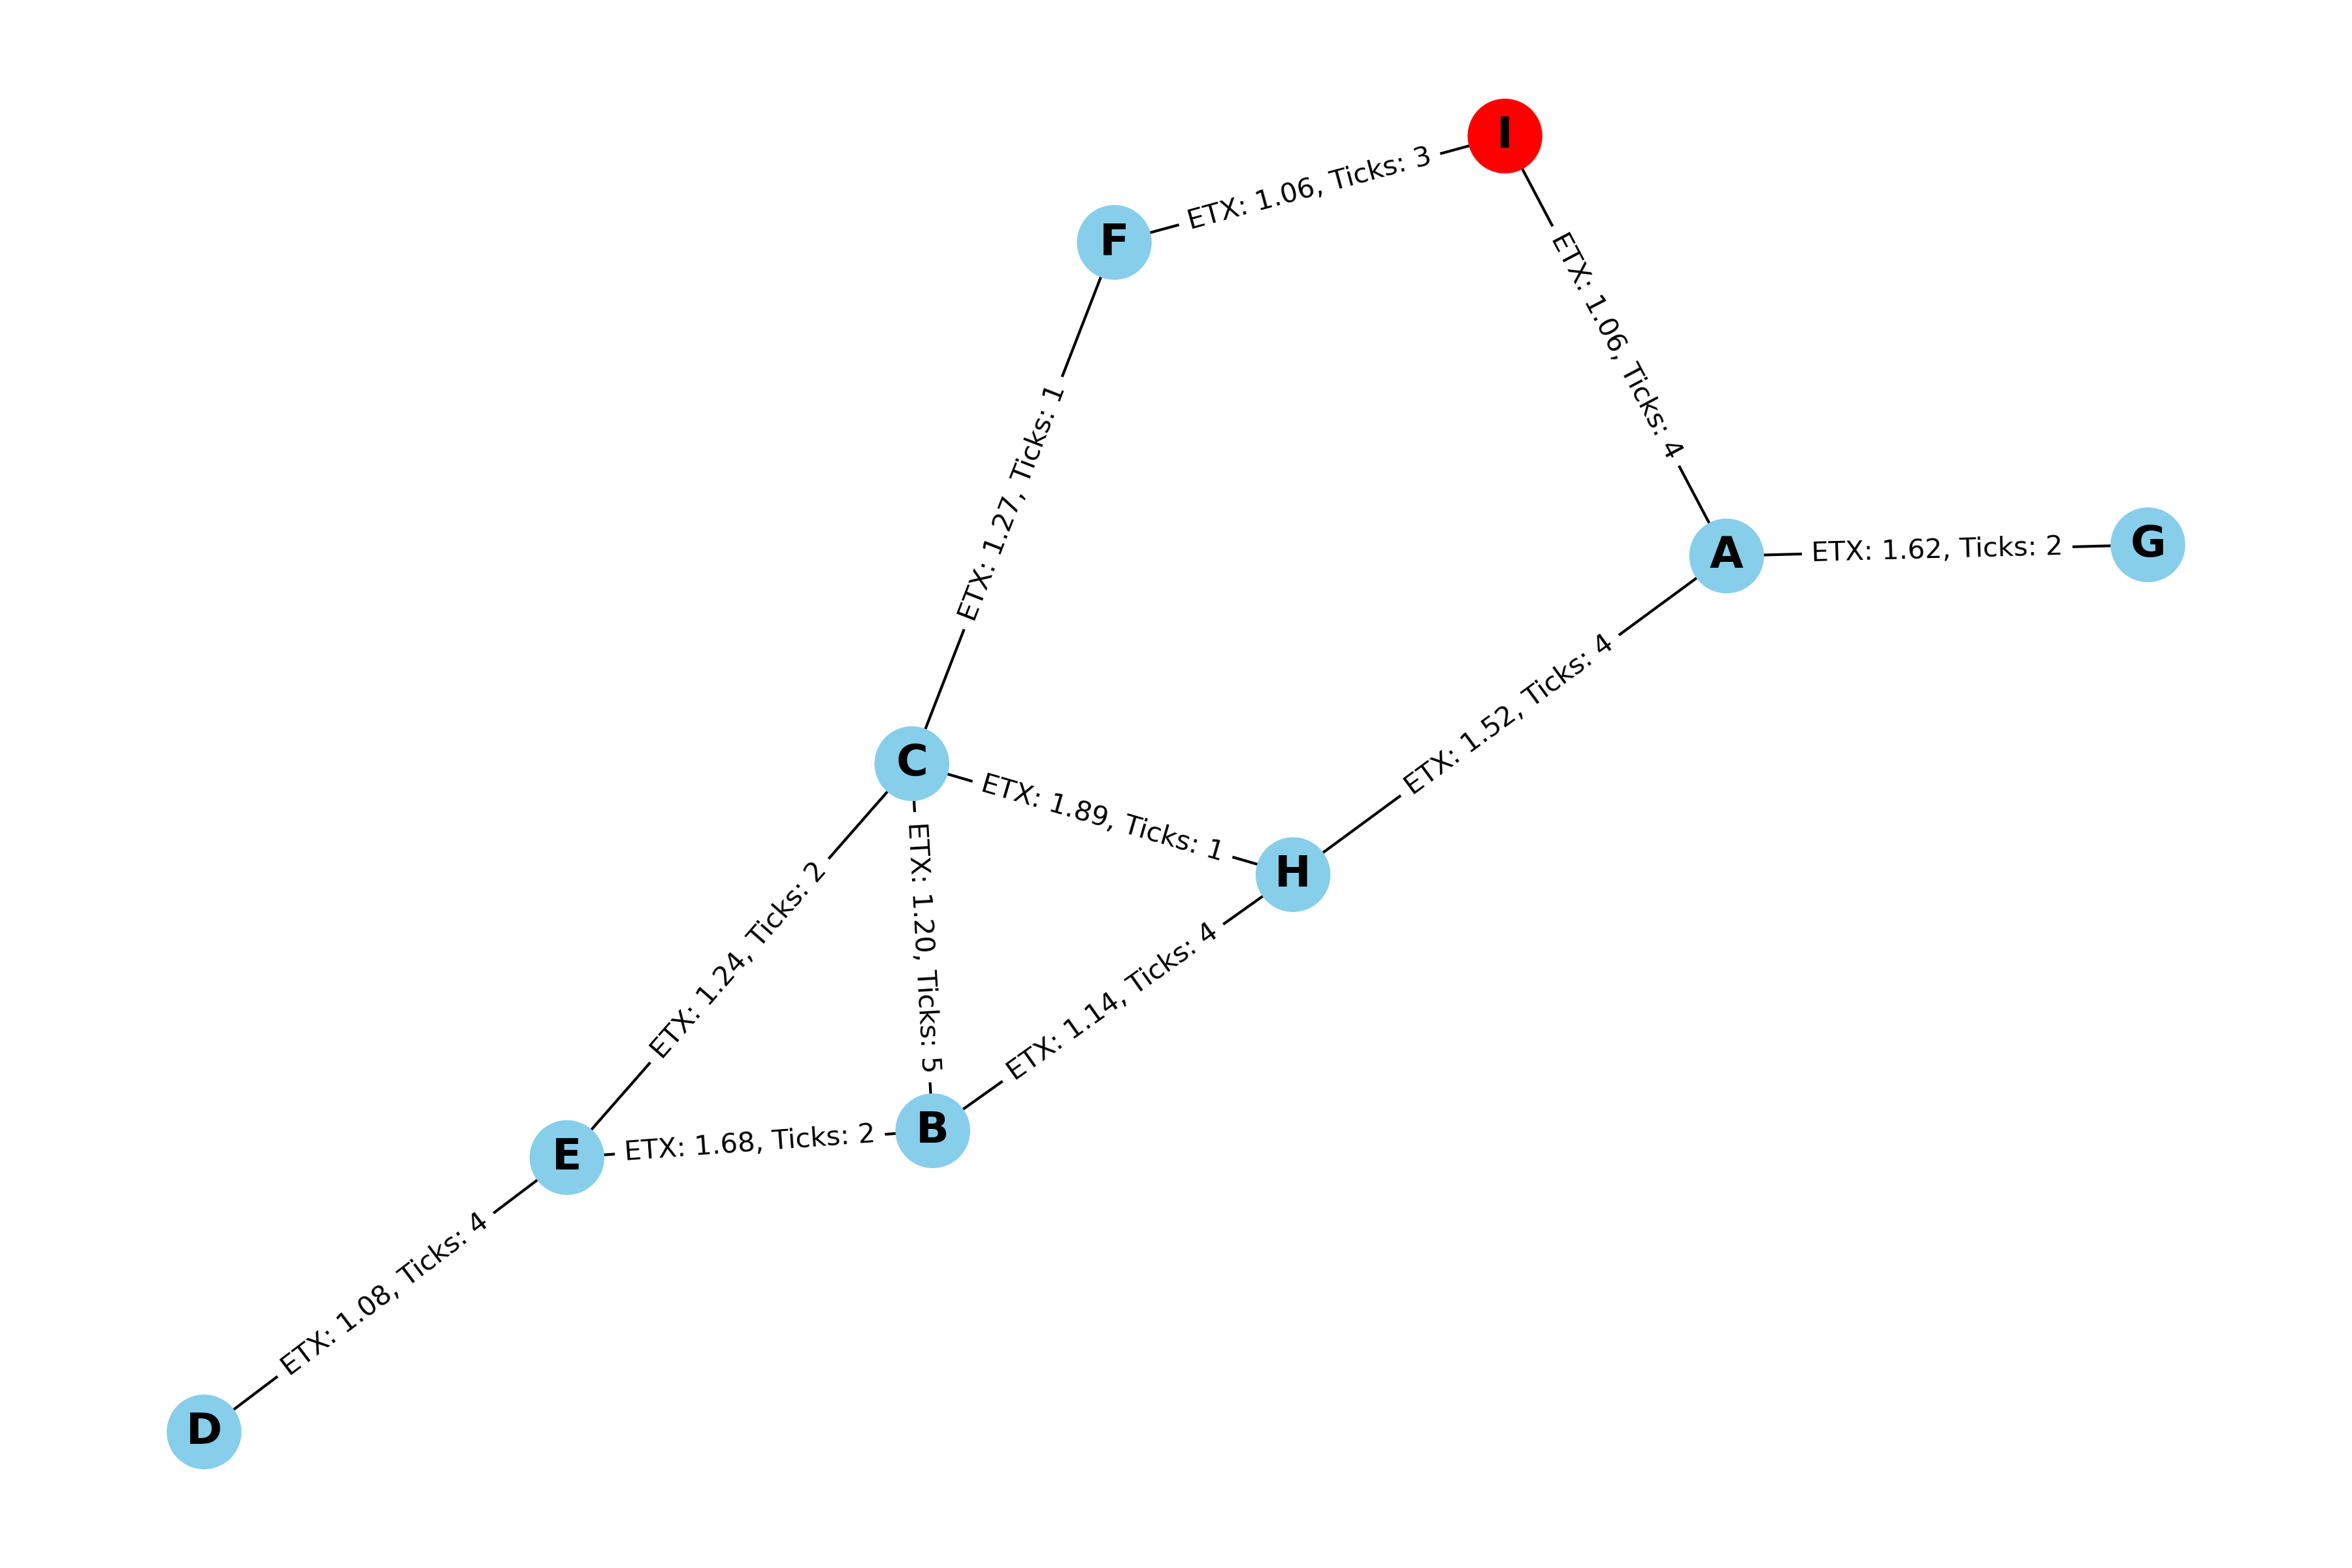 I
ETX: 1.06, Ticks: 3
F
ETX: 1.06, Ticks: 4
ETX: 1.27, Ticks: 1
A
ETX: 1.62, Ticks: 2
G
ETX: 1.52, Ticks: 4
C
ETX: 1.89, Ticks: 1
H
ETX: 1.24, Ticks: 2
ETX: 1.20, Ticks: 5
ETX: 1.14, Ticks: 4
E
ETX: 1.68, Ticks: 2
B
ETX: 1.08, Ticks: 4
D